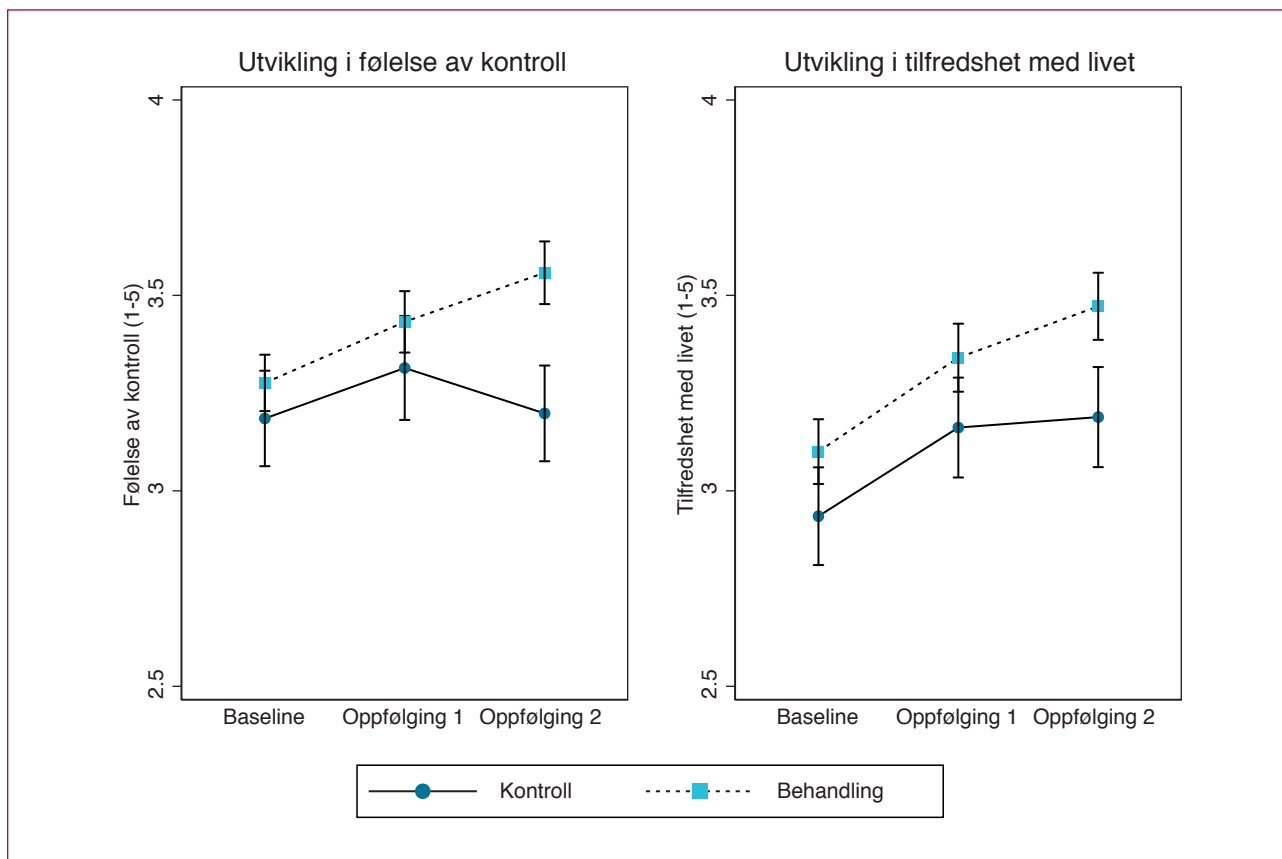 Utvikling i følelse av kontroll
Følelse av kontroll (1-5)
4
3.5
3
2.5
Baseline Oppfølging 1 Oppfølging 2
Utvikling i tilfredshet med livet
Tilfredshet med livet (1-5)
4
3.5
3
2.5
Baseline Oppfølging 1 Oppfølging 2
Kontroll Behandling